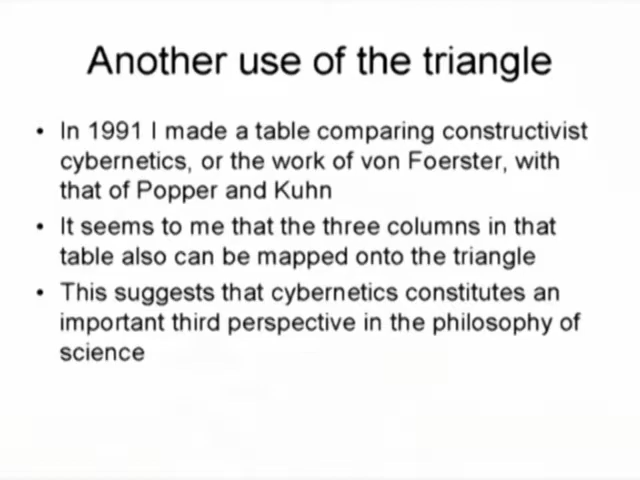 Another use of the triangle
• In 1991 I made a table comparing constructivist
cybernetics, or the work of von Foerster, with
that of Popper and Kuhn
• It seems to me that the three columns in that
table also can be mapped onto the triangle
• This suggests that cybernetics constitutes an
important third perspective in the philosophy of
science